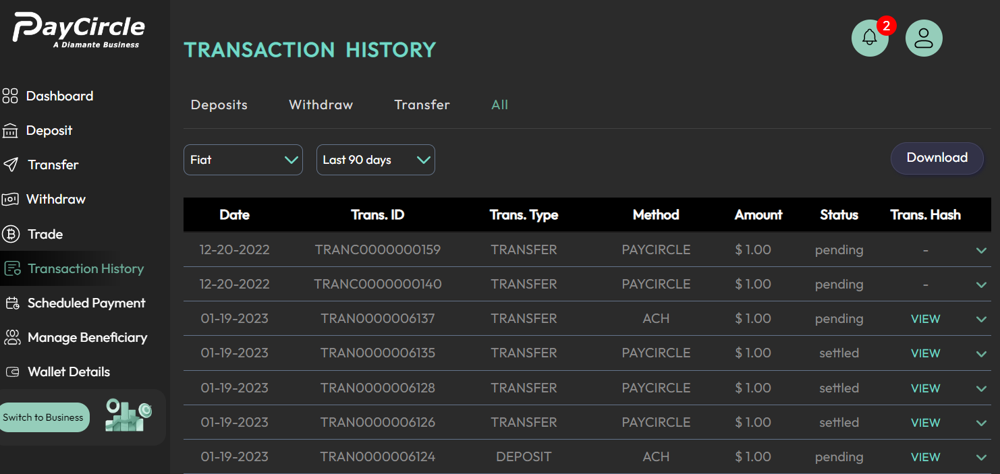 PayCircle
A Diamante Business
Dashboard
Deposit
Transfer
Withdraw
Trade
Transaction History
Scheduled Payment
Manage Beneficiary
Wallet Details
Switch to Business
TRANSACTION HISTORY
2
Deposits Withdraw Transfer All
Fiat Last 90 days Download
Date Trans. ID Trans. Type Method Amount Status Trans. Hash
12-20-2022 TRANC0000000159 TRANSFER PAYCIRCLE $ 1.00 pending -
12-20-2022 TRANC0000000140 TRANSFER PAYCIRCLE $ 1.00 pending -
01-19-2023 TRAN0000006137 TRANSFER ACH $ 1.00 pending VIEW
01-19-2023 TRAN0000006135 TRANSFER PAYCIRCLE $ 1.00 settled VIEW
01-19-2023 TRAN0000006128 TRANSFER PAYCIRCLE $ 1.00 settled VIEW
01-19-2023 TRAN0000006126 TRANSFER PAYCIRCLE $ 1.00 settled VIEW
01-19-2023 TRAN0000006124 DEPOSIT ACH $ 1.00 pending VIEW